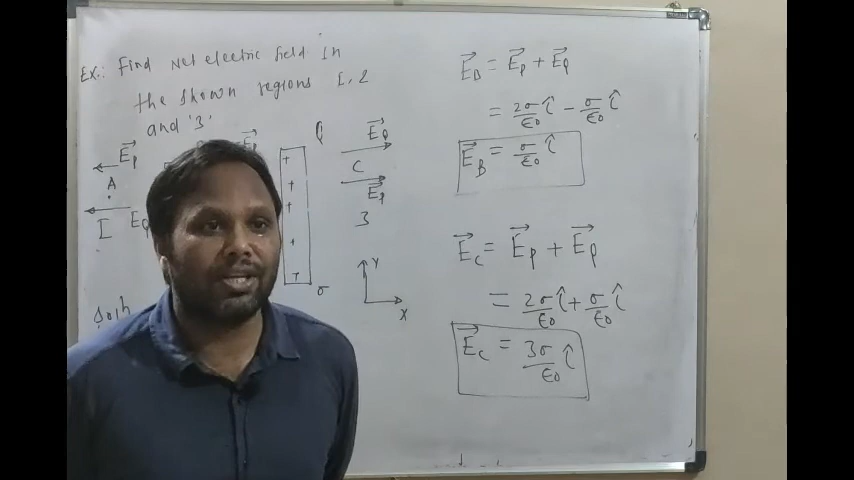 Ex.: Find Net electric field in
the shown regions I, 2
and '3'
E⃗p
A
I
EQ
E⃗p
Q
+
+
+
+
+
σ
E⃗Q
C
E⃗p
3
Y
X
Soln
E⃗B = E⃗p + E⃗Q
= 2σ/ε0 î - σ/ε0 î
E⃗B = σ/ε0 î
E⃗c = E⃗p + E⃗Q
= 2σ/ε0 î + σ/ε0 î
E⃗c = 3σ/ε0 î